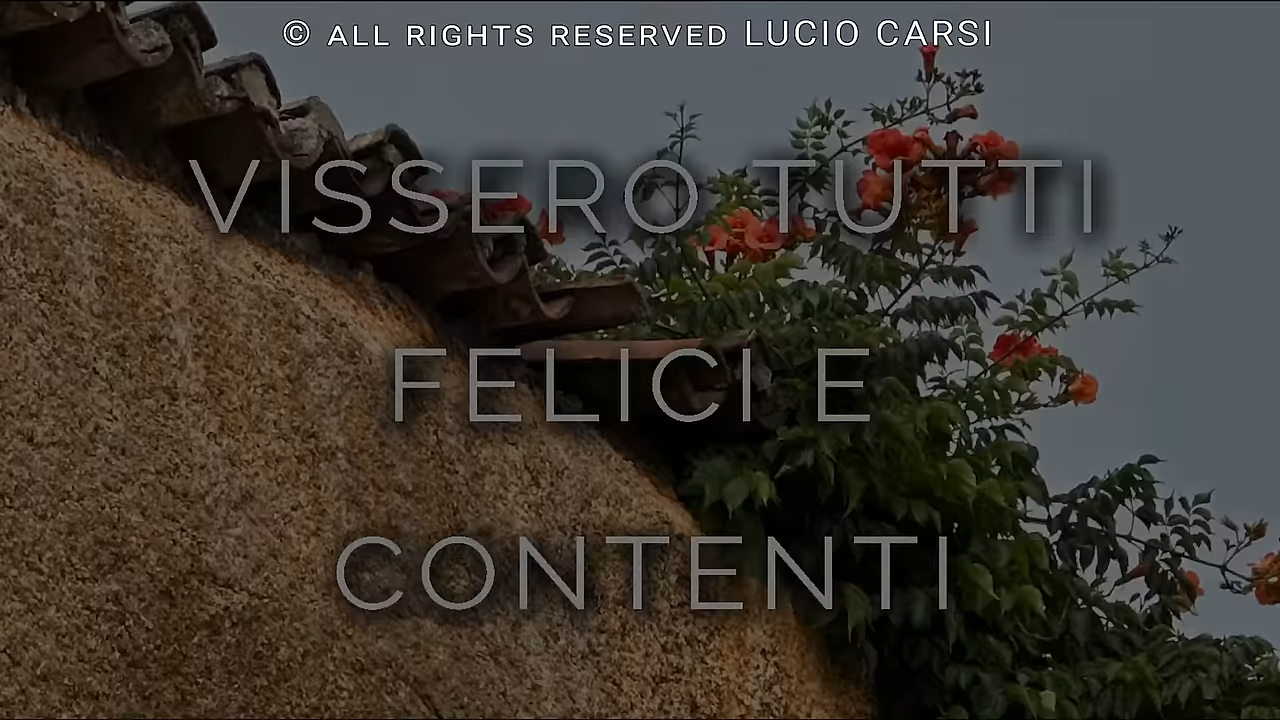 © ALL RIGHTS RESERVED LUCIO CARSI
VISSERO TUTTI
FELICI E
CONTENTI